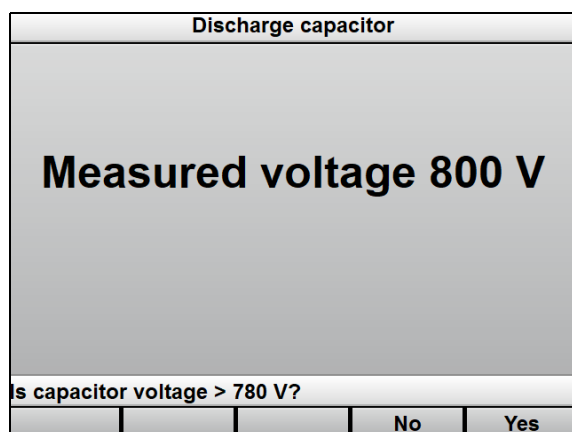 Discharge capacitor
Measured voltage 800 V
Is capacitor voltage > 780 V?
No
Yes